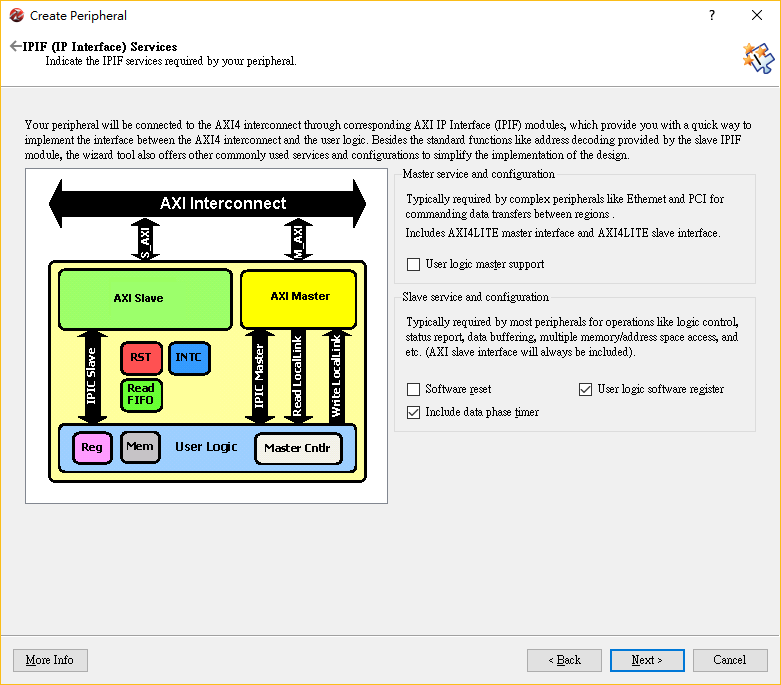 Create Peripheral
?
IPIF (IP Interface) Services
Indicate the IPIF services required by your peripheral.
Your peripheral will be connected to the AXI4 interconnect through corresponding AXI IP Interface (IPIF) modules, which provide you with a quick way to
implement the interface between the AXI4 interconnect and the user logic. Besides the standard functions like address decoding provided by the slave IPIF
module, the wizard tool also offers other commonly used services and configurations to simplify the implementation of the design.
AXI Interconnect
S_AXI
M_AXI
AXI Slave
AXI Master
IPIC Slave
RST
INTC
Read
FIFO
IPIC Master
Read LocalLink
Write LocalLink
Reg
Mem
User Logic
Master Cntlr
Master service and configuration
Typically required by complex peripherals like Ethernet and PCI for
commanding data transfers between regions .
Includes AXI4LITE master interface and AXI4LITE slave interface.
User logic master support
Slave service and configuration
Typically required by most peripherals for operations like logic control,
status report, data buffering, multiple memory/address space access, and
etc. (AXI slave interface will always be included).
Software reset
User logic software register
Include data phase timer
More Info
< Back
Next >
Cancel